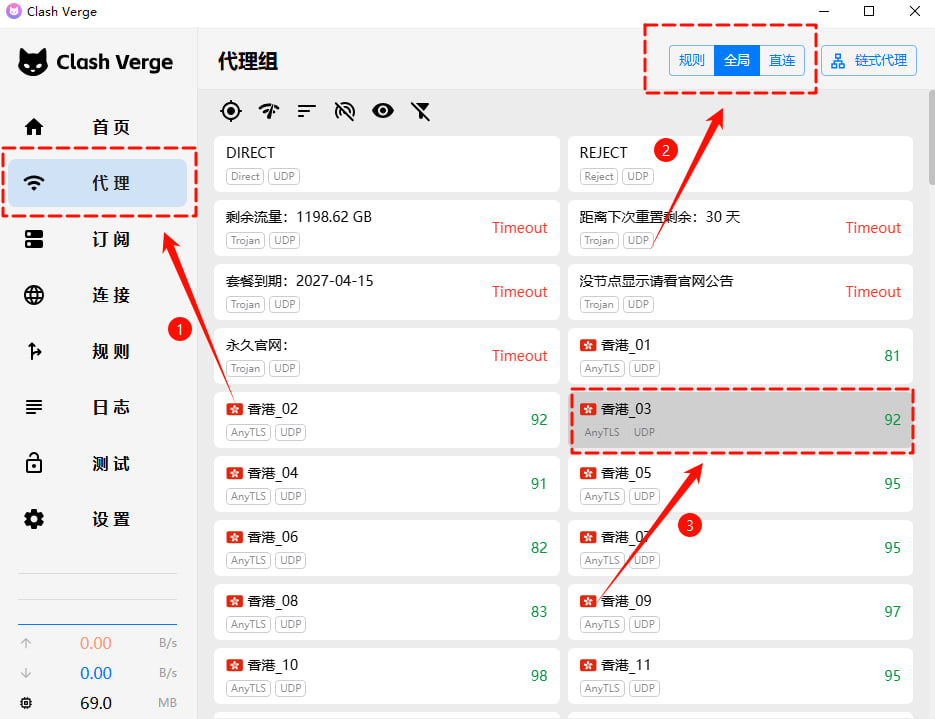 Clash Verge
Clash Verge
首页
代理
订阅
连接
规则
日志
测试
设置
0.00 B/s
0.00 B/s
69.0 MB
代理组
规则 全局 直连 链式代理
DIRECT
Direct UDP
REJECT
Reject UDP
剩余流量：1198.62 GB
Trojan UDP
Timeout
距离下次重置剩余：30 天
Trojan UDP
Timeout
套餐到期：2027-04-15
Trojan UDP
Timeout
没节点显示请看官网公告
Trojan UDP
Timeout
永久官网：
Trojan UDP
Timeout
香港_01
AnyTLS UDP
81
香港_02
AnyTLS UDP
92
香港_03
AnyTLS UDP
92
香港_04
AnyTLS UDP
91
香港_05
AnyTLS UDP
95
香港_06
AnyTLS UDP
82
香港_07
AnyTLS UDP
95
香港_08
AnyTLS UDP
83
香港_09
AnyTLS UDP
97
香港_10
AnyTLS UDP
98
香港_11
AnyTLS UDP
95
1
2
3